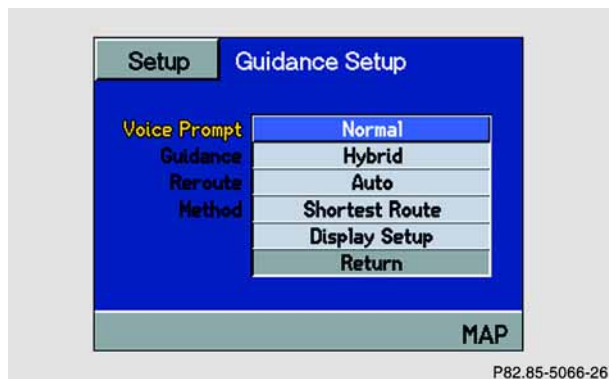 Setup Guidance Setup
Voice Prompt Normal
Guidance Hybrid
Reroute Auto
Method Shortest Route
Display Setup
Return
MAP
P82.85-5066-26